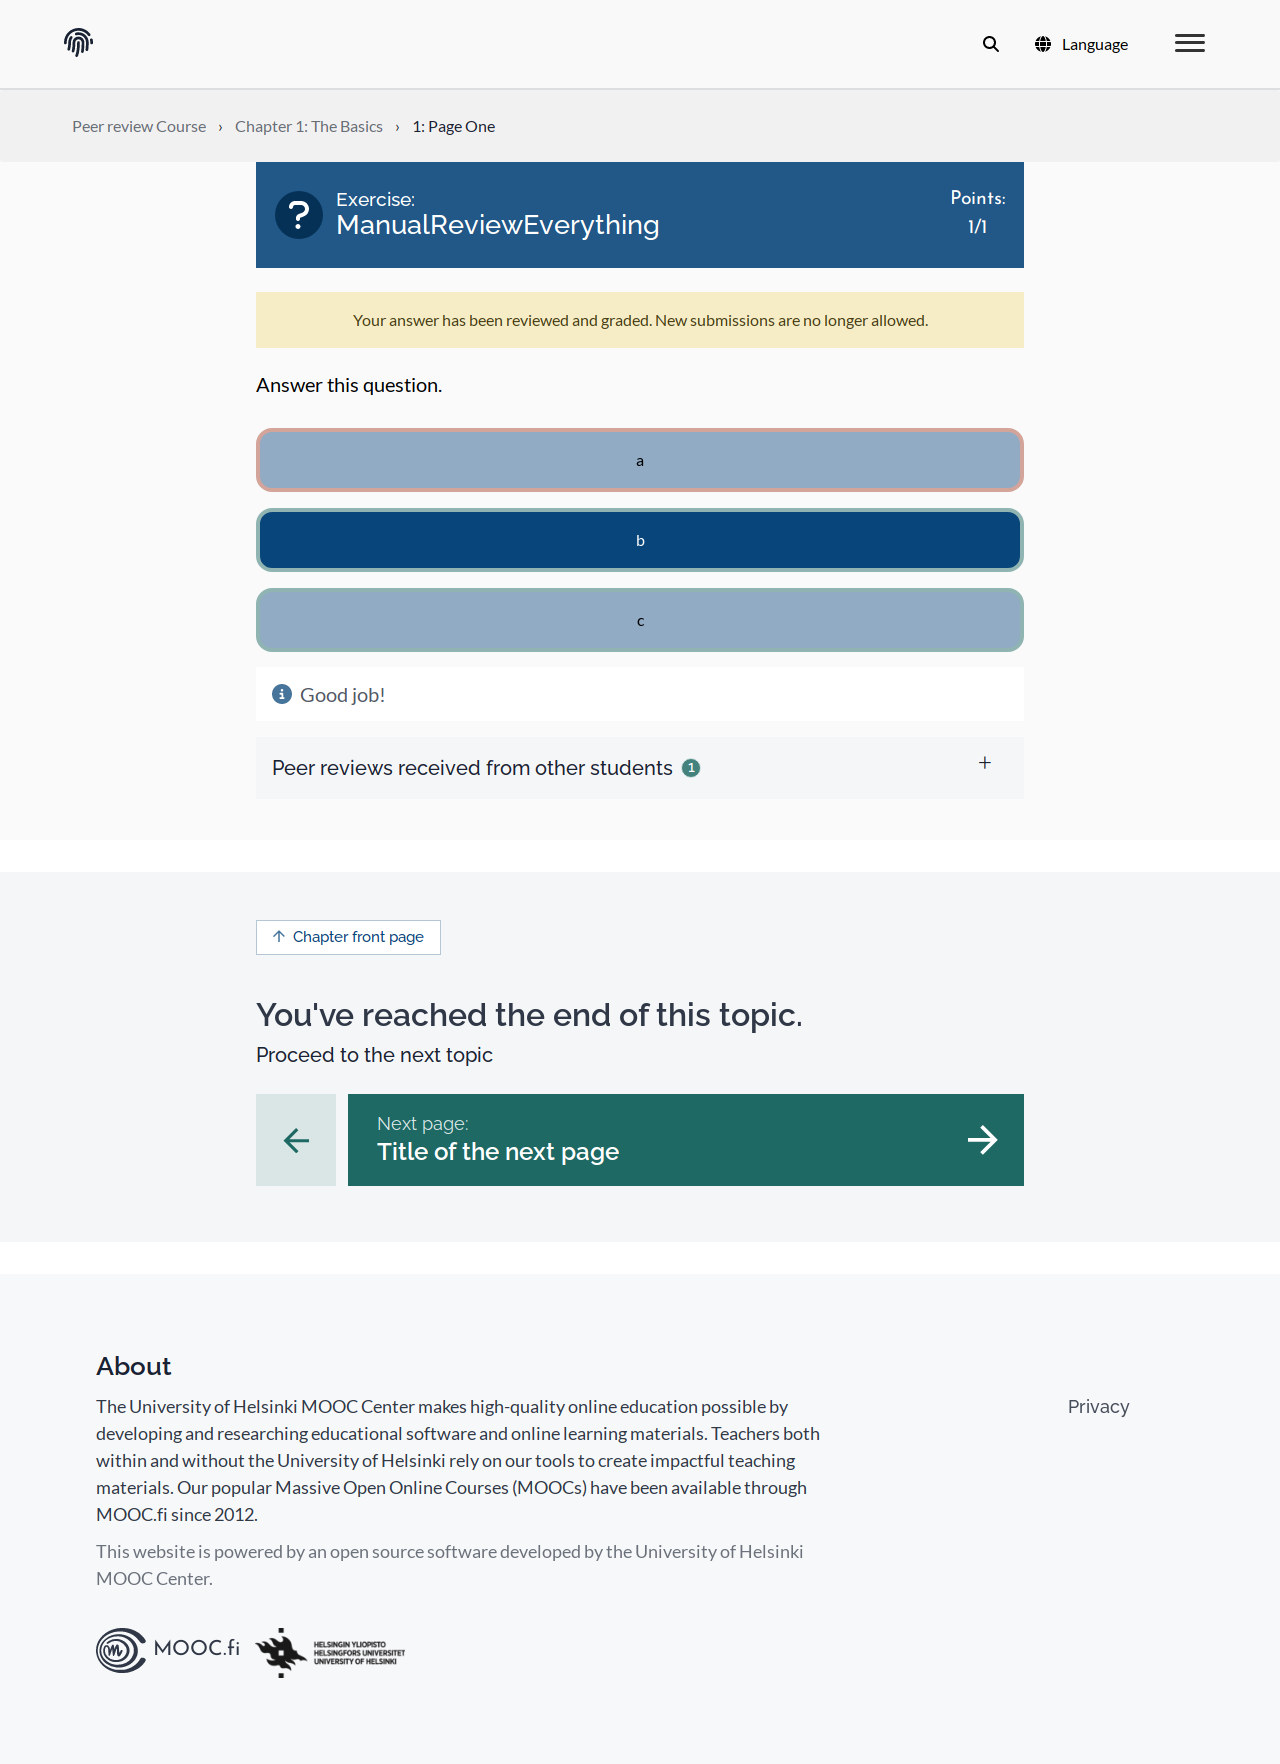 Language
Peer review Course › Chapter 1: The Basics › 1: Page One
Exercise:
ManualReviewEverything
Points:
1/1
Your answer has been reviewed and graded. New submissions are no longer allowed.
Answer this question.
a
b
c
Good job!
Peer reviews received from other students 1 +
Chapter front page
You've reached the end of this topic.
Proceed to the next topic
Next page:
Title of the next page
About
The University of Helsinki MOOC Center makes high-quality online education possible by
developing and researching educational software and online learning materials. Teachers both
within and without the University of Helsinki rely on our tools to create impactful teaching
materials. Our popular Massive Open Online Courses (MOOCs) have been available through
MOOC.fi since 2012.
Privacy
This website is powered by an open source software developed by the University of Helsinki
MOOC Center.
MOOC.fi
HELSINGIN YLIOPISTO
HELSINGFORS UNIVERSITET
UNIVERSITY OF HELSINKI